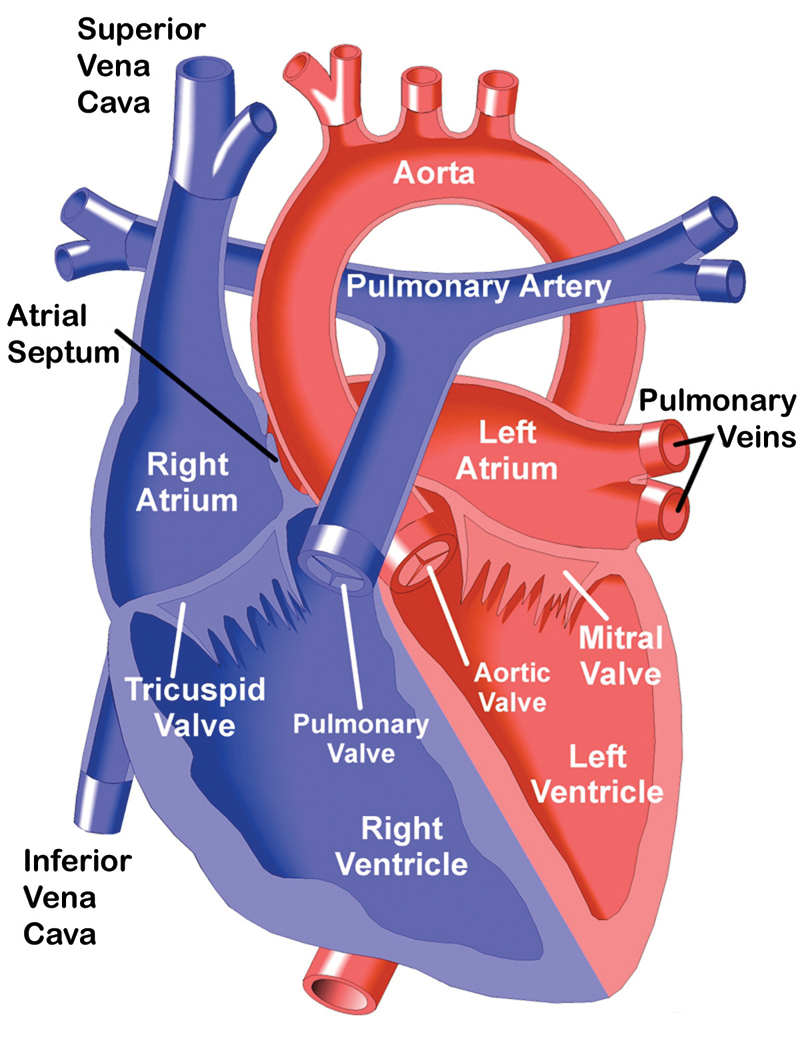 Superior
Vena
Cava
Aorta
Pulmonary Artery
Atrial
Septum
Pulmonary
Veins
Left
Atrium
Right
Atrium
Mitral
Valve
Aortic
Valve
Tricuspid
Valve
Pulmonary
Valve
Left
Ventricle
Right
Ventricle
Inferior
Vena
Cava